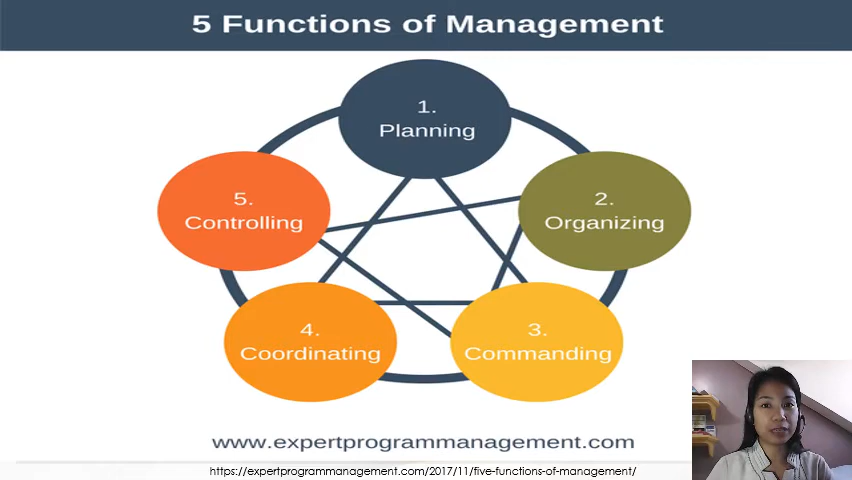 5 Functions of Management
1.
Planning
2.
Organizing
3.
Commanding
4.
Coordinating
5.
Controlling
www.expertprogrammanagement.com
https://expertprogrammanagement.com/2017/11/five-functions-of-management/